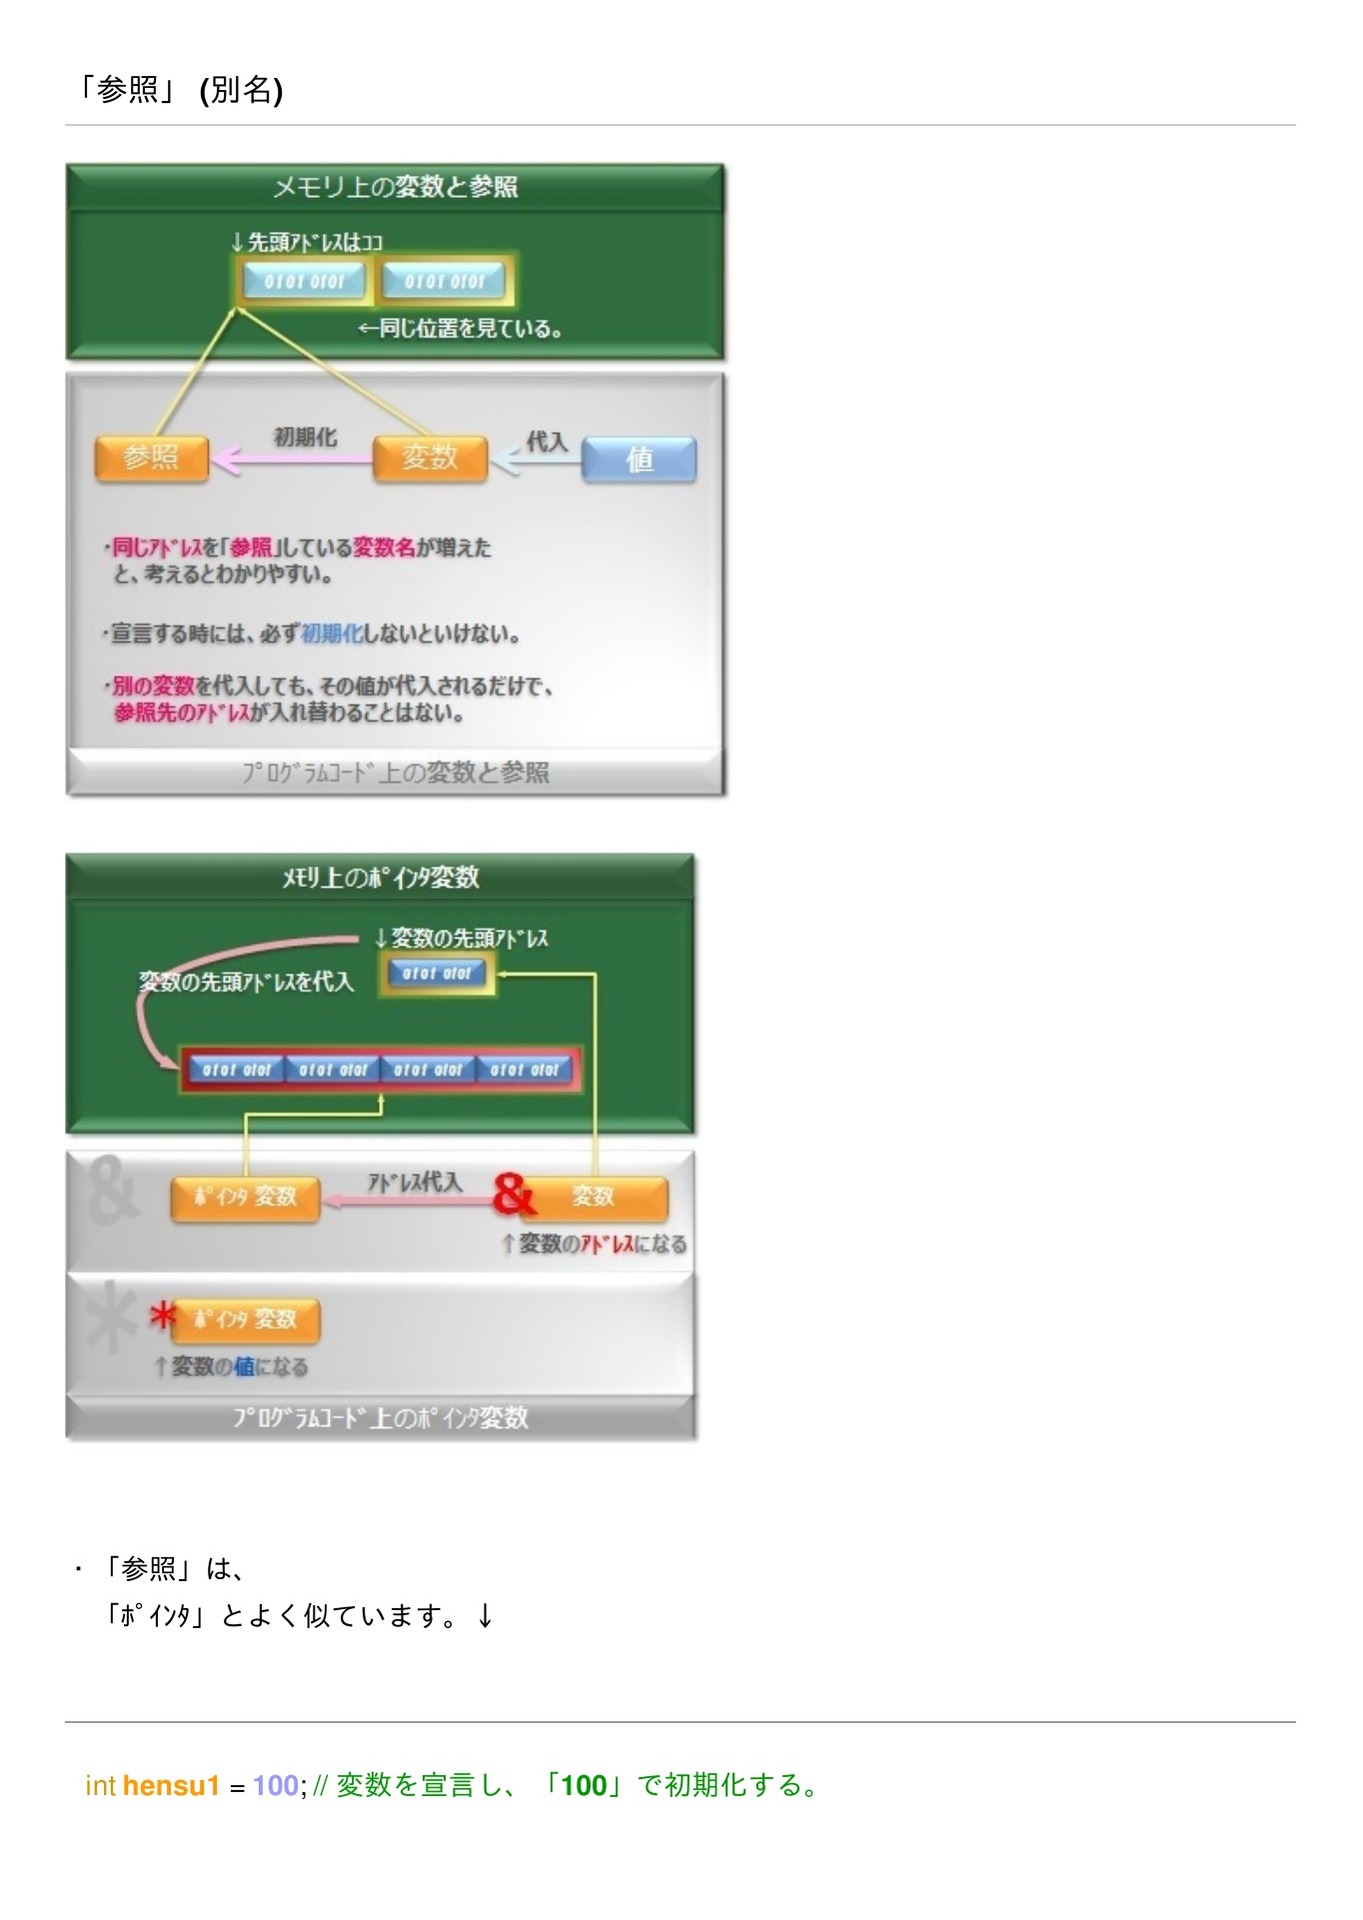 「参照」 (別名)
メモリ上の変数と参照
↓先頭ｱﾄﾞﾚｽはｺｺ
0101 0101 0101 0101
←同じ位置を見ている。
参照 初期化 変数 代入 値
･同じｱﾄﾞﾚｽを｢参照｣している変数名が増えた
と、考えるとわかりやすい。
･宣言する時には、必ず初期化しないといけない。
･別の変数を代入しても、その値が代入されるだけで、
参照先のｱﾄﾞﾚｽが入れ替わることはない。
ﾌﾟﾛｸﾞﾗﾑｺｰﾄﾞ上の変数と参照
ﾒﾓﾘ上のﾎﾟｲﾝﾀ変数
↓変数の先頭ｱﾄﾞﾚｽ
変数の先頭ｱﾄﾞﾚｽを代入
0101 0101
0101 0101 0101 0101 0101 0101 0101 0101
& ﾎﾟｲﾝﾀ 変数 ｱﾄﾞﾚｽ代入 & 変数
↑変数のｱﾄﾞﾚｽになる
* *ﾎﾟｲﾝﾀ 変数
↑変数の値になる
ﾌﾟﾛｸﾞﾗﾑｺｰﾄﾞ上のﾎﾟｲﾝﾀ変数
・「参照」は、
「ﾎﾟｲﾝﾀ」とよく似ています。↓
int hensu1 = 100; // 変数を宣言し、「100」で初期化する。